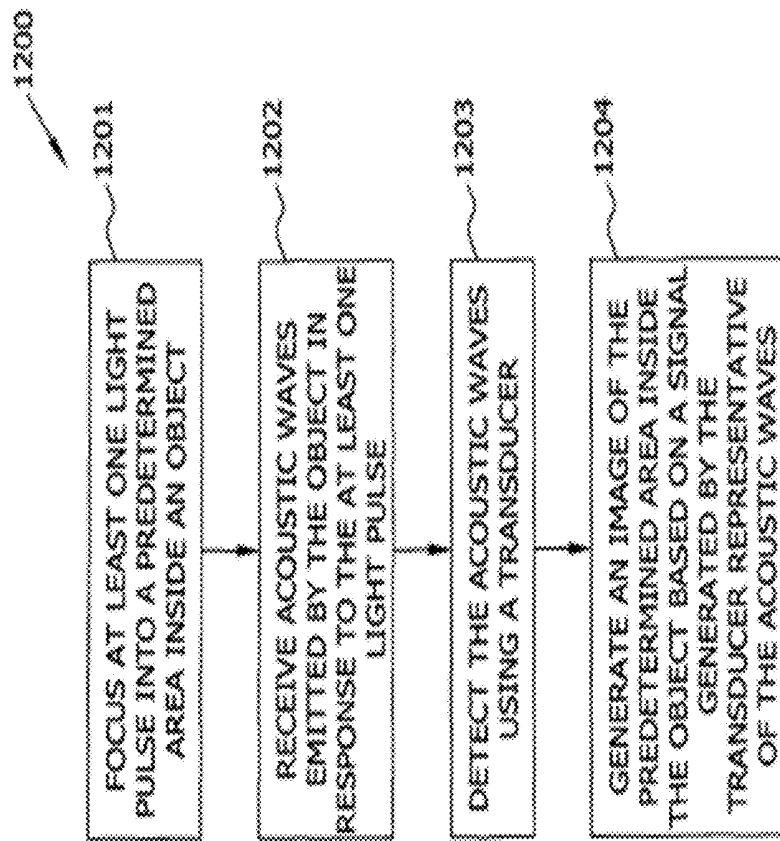 1200
FOCUS AT LEAST ONE LIGHT
PULSE INTO A PREDETERMINED
AREA INSIDE AN OBJECT
1201
RECEIVE ACOUSTIC WAVES
EMITTED BY THE OBJECT IN
RESPONSE TO THE AT LEAST ONE
LIGHT PULSE
1202
DETECT THE ACOUSTIC WAVES
USING A TRANSDUCER
1203
GENERATE AN IMAGE OF THE
PREDETERMINED AREA INSIDE
THE OBJECT BASED ON A SIGNAL
GENERATED BY THE
TRANSDUCER REPRESENTATIVE
OF THE ACOUSTIC WAVES
1204